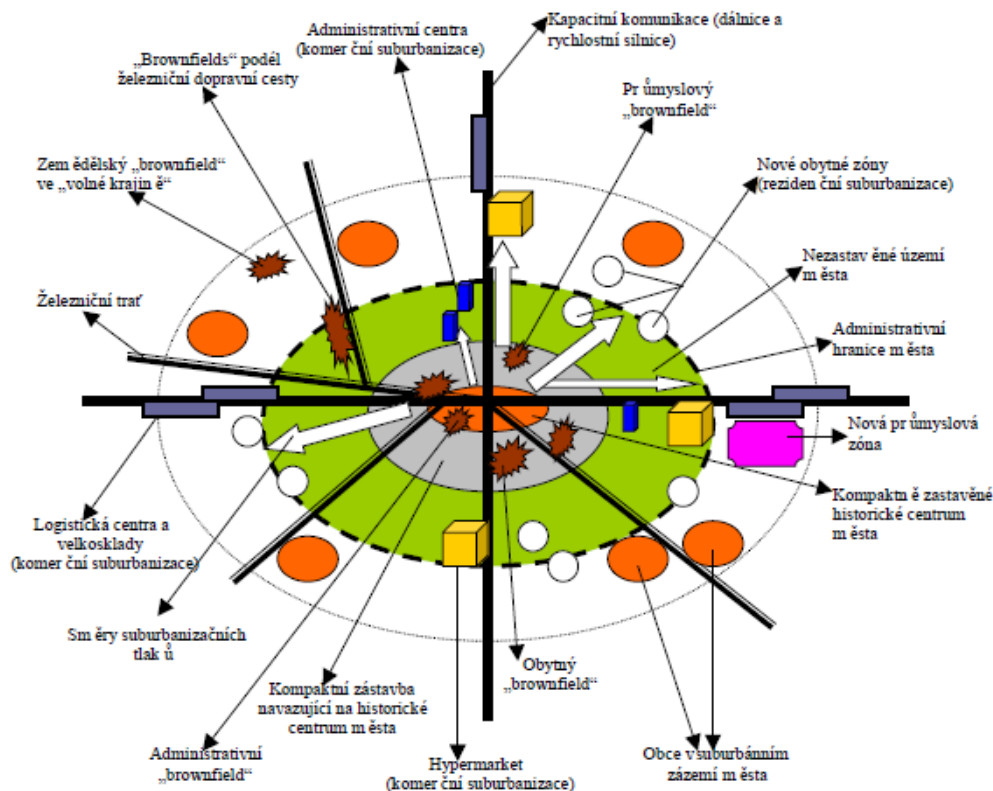 Administrativní centra
(komer ční suburbanizace)
Kapacitní komunikace (dálnice a
rychlostní silnice)
„Brownfields“ podél
železniční dopravní cesty
Pr ůmyslový
„brownfield“
Zem ědělský „brownfield“
ve „volné krajin ě“
Nové obytné zóny
(reziden ční suburbanizace)
Nezastav ěné území
m ěsta
Železniční trať
Administrativní
hranice m ěsta
Nová pr ůmyslová
zóna
Kompaktn ě zastavěné
historické centrum
m ěsta
Logistická centra a
velkosklady
(komer ční suburbanizace)
Sm ěry suburbanizačních
tlak ů
Obytný
„brownfield“
Kompaktní zástavba
navazující na historické
centrum m ěsta
Administrativní
„brownfield“
Hypermarket
(komer ční suburbanizace)
Obce v suburbánním
zázemí m ěsta